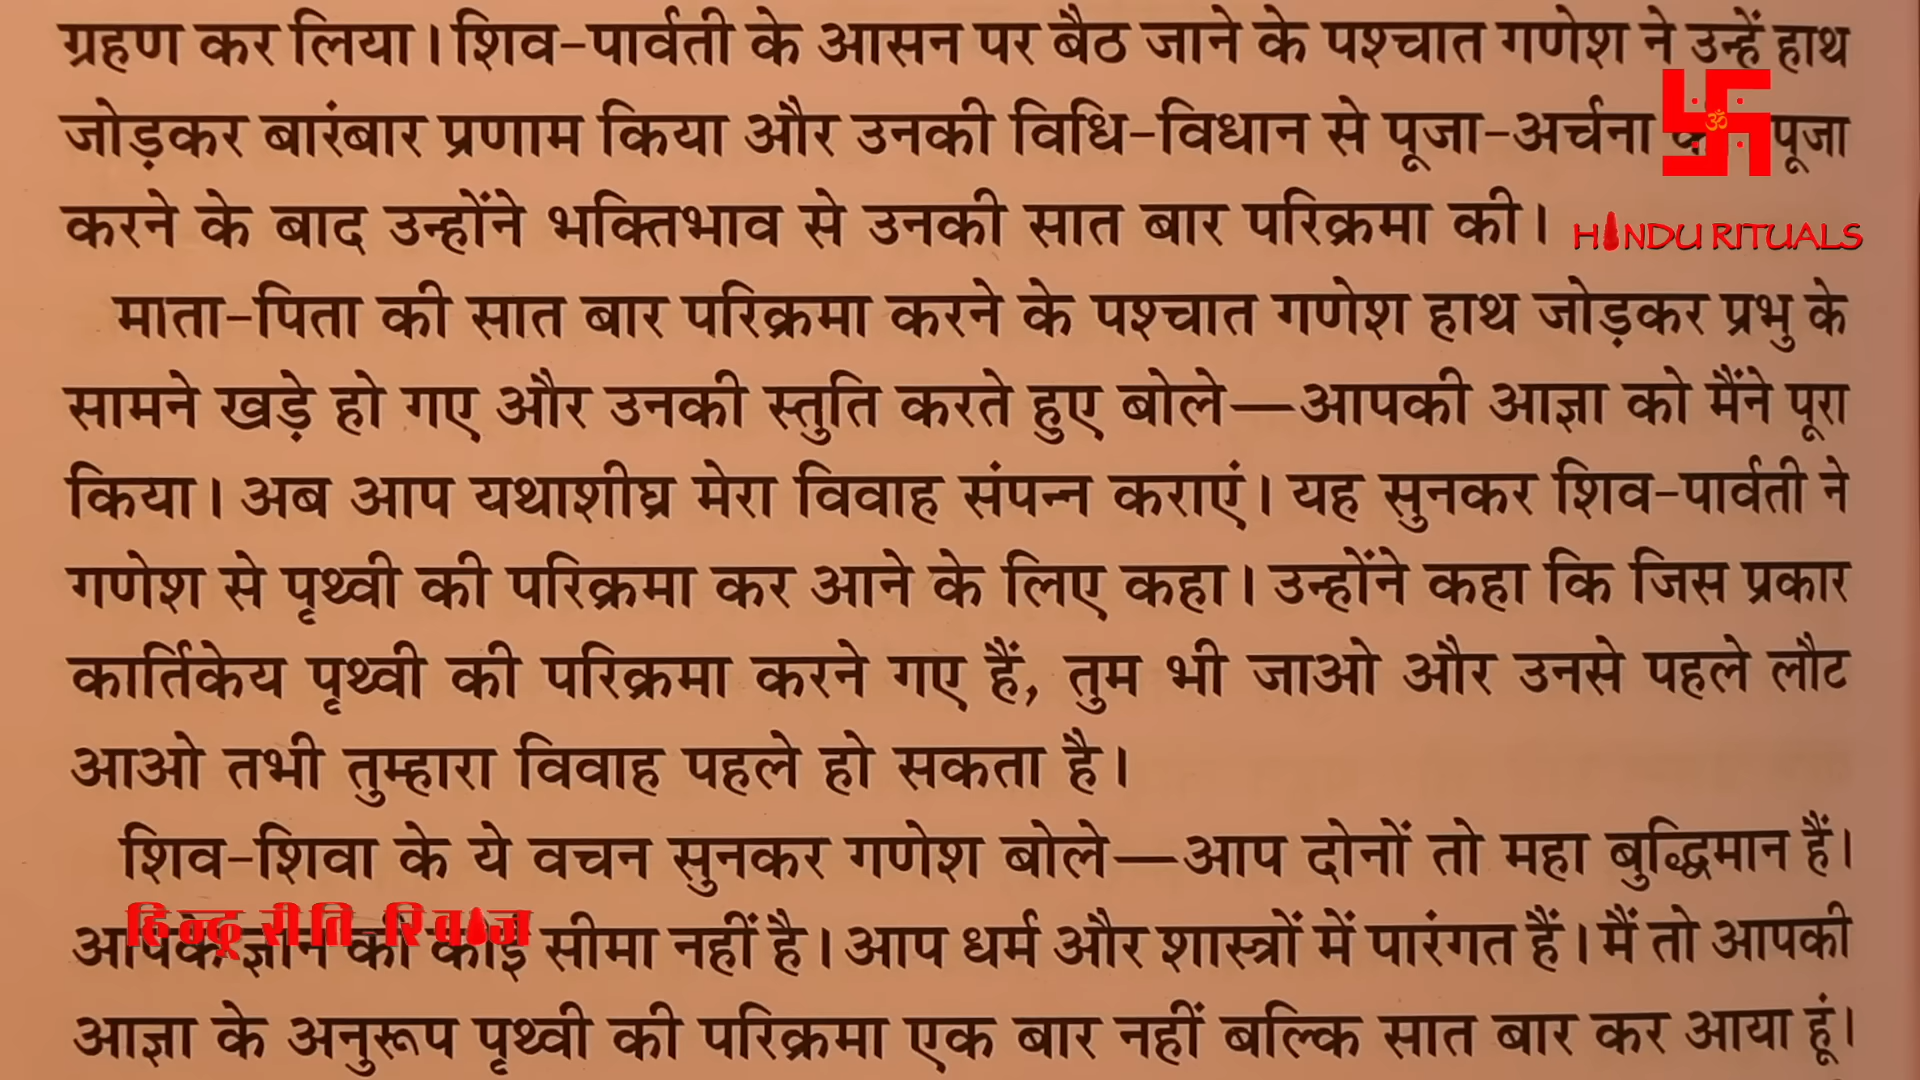 ग्रहण कर लिया। शिव-पार्वती के आसन पर बैठ जाने के पश्चात गणेश ने उन्हें हाथ
जोड़कर बारंबार प्रणाम किया और उनकी विधि-विधान से पूजा-अर्चना पूजा
करने के बाद उन्होंने भक्तिभाव से उनकी सात बार परिक्रमा की।
HINDU RITUALS
माता-पिता की सात बार परिक्रमा करने के पश्चात गणेश हाथ जोड़कर प्रभु के
सामने खड़े हो गए और उनकी स्तुति करते हुए बोले—आपकी आज्ञा को मैंने पूरा
किया। अब आप यथाशीघ्र मेरा विवाह संपन्न कराएं। यह सुनकर शिव-पार्वती ने
गणेश से पृथ्वी की परिक्रमा कर आने के लिए कहा। उन्होंने कहा कि जिस प्रकार
कार्तिकेय पृथ्वी की परिक्रमा करने गए हैं, तुम भी जाओ और उनसे पहले लौट
आओ तभी तुम्हारा विवाह पहले हो सकता है।
शिव-शिवा के ये वचन सुनकर गणेश बोले—आप दोनों तो महा बुद्धिमान हैं।
हिन्दू रीति-रिवाज
आपके ज्ञान की कोई सीमा नहीं है। आप धर्म और शास्त्रों में पारंगत हैं। मैं तो आपकी
आज्ञा के अनुरूप पृथ्वी की परिक्रमा एक बार नहीं बल्कि सात बार कर आया हूं।